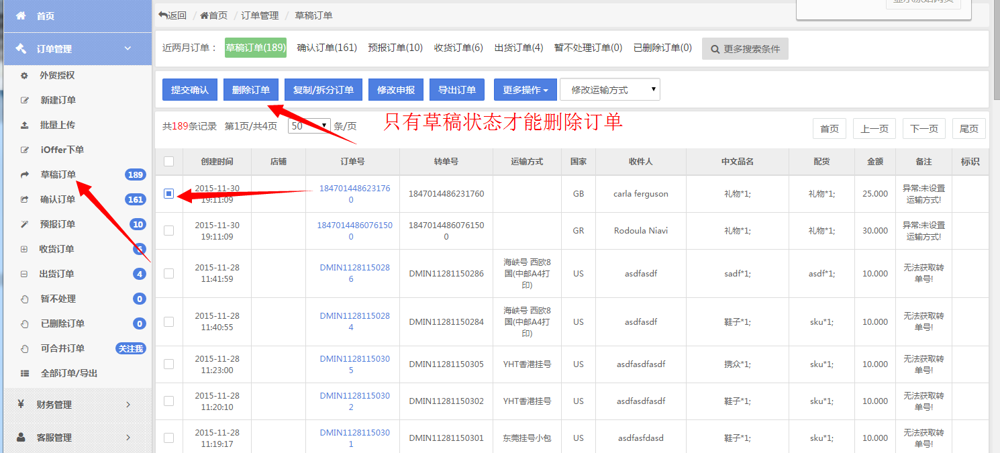 首页
订单管理
外贸授权
新建订单
批量上传
iOffer下单
草稿订单 189
确认订单 161
预报订单 10
收货订单
出货订单 4
暂不处理 0
已删除订单 0
可合并订单 关注我
全部订单/导出
财务管理
客服管理
返回 / 首页 / 订单管理 / 草稿订单
显示原始网页
近两月订单： 草稿订单(189) 确认订单(161) 预报订单(10) 收货订单(6) 出货订单(4) 暂不处理订单(0) 已删除订单(0) 更多搜索条件
提交确认 删除订单 复制/拆分订单 修改申报 导出订单 更多操作 修改运输方式
只有草稿状态才能删除订单
共189条记录 第1页/共4页 50 条/页 首页 上一页 下一页 尾页
创建时间 店铺 订单号 转单号 运输方式 国家 收件人 中文品名 配货 金额 备注 标识
2015-11-30 184701448623176 异常:未设置
19:11:09 0 1847014486231760 GB carla ferguson 礼物*1; 礼物*1; 25.000 运输方式!
2015-11-30 1847014486076150 1847014486076150 异常:未设置
19:11:09 0 0 GR Rodoula Niavi 礼物*1; 礼物*1; 30.000 运输方式!
2015-11-28 DMIN1128115028 海峡号 西欧8 无法获取转
11:41:59 6 DMIN11281150286 国(中邮A4打 US asdfasdf sadf*1; asdf*1; 10.000 单号!
印)
2015-11-28 DMIN1128115028 海峡号 西欧8 无法获取转
11:40:55 4 DMIN11281150284 国(中邮A4打 US asdfasdf 鞋子*1; sku*1; 10.000 单号!
印)
2015-11-28 DMIN1128115030 无法获取转
11:23:00 5 DMIN11281150305 YHT香港挂号 US asdfasdfasdf 携众*1; sku*1; 10.000 单号!
2015-11-28 DMIN1128115030 无法获取转
11:20:10 2 DMIN11281150302 YHT香港挂号 US asdfasdfasdf 鞋子*1; sku*1; 10.000 单号!
2015-11-28 DMIN1128115030 无法获取转
11:19:17 1 DMIN11281150301 东莞挂号小包 US asdfasfdasd 鞋子*1; sku*1; 10.000 单号!